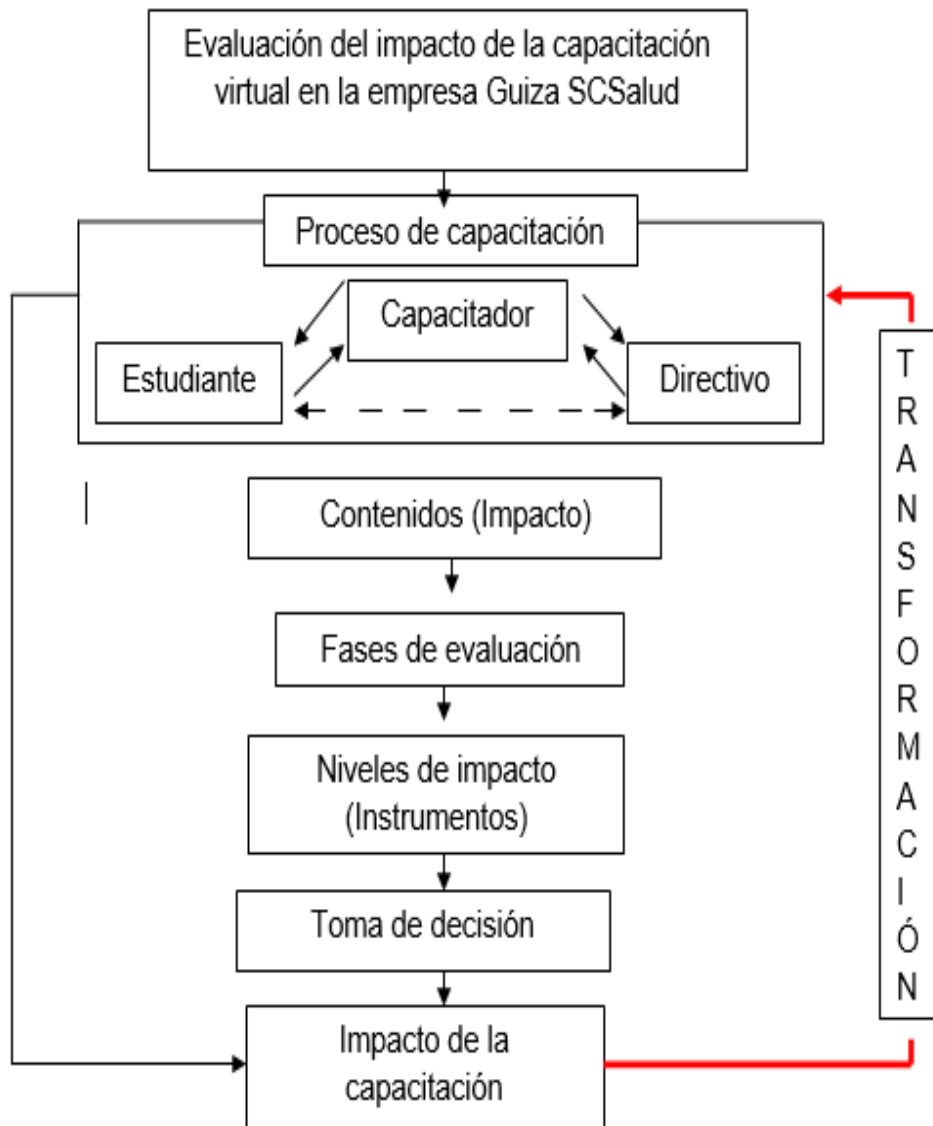 Evaluación del impacto de la capacitación
virtual en la empresa Guiza SCSalud
Proceso de capacitación
Capacitador
Estudiante
Directivo
Contenidos (Impacto)
Fases de evaluación
Niveles de impacto
(Instrumentos)
Toma de decisión
Impacto de la
capacitación
T
R
A
N
S
F
O
R
M
A
C
I
Ó
N